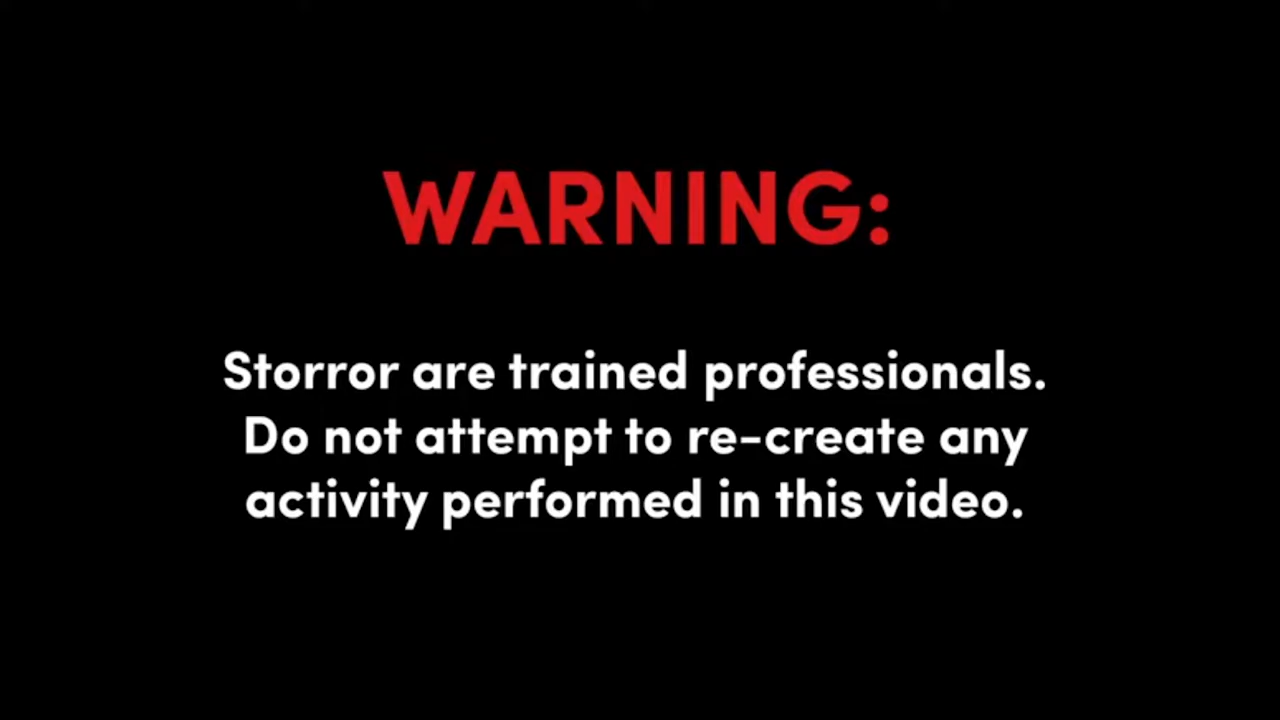 WARNING:
Storror are trained professionals.
Do not attempt to re-create any
activity performed in this video.